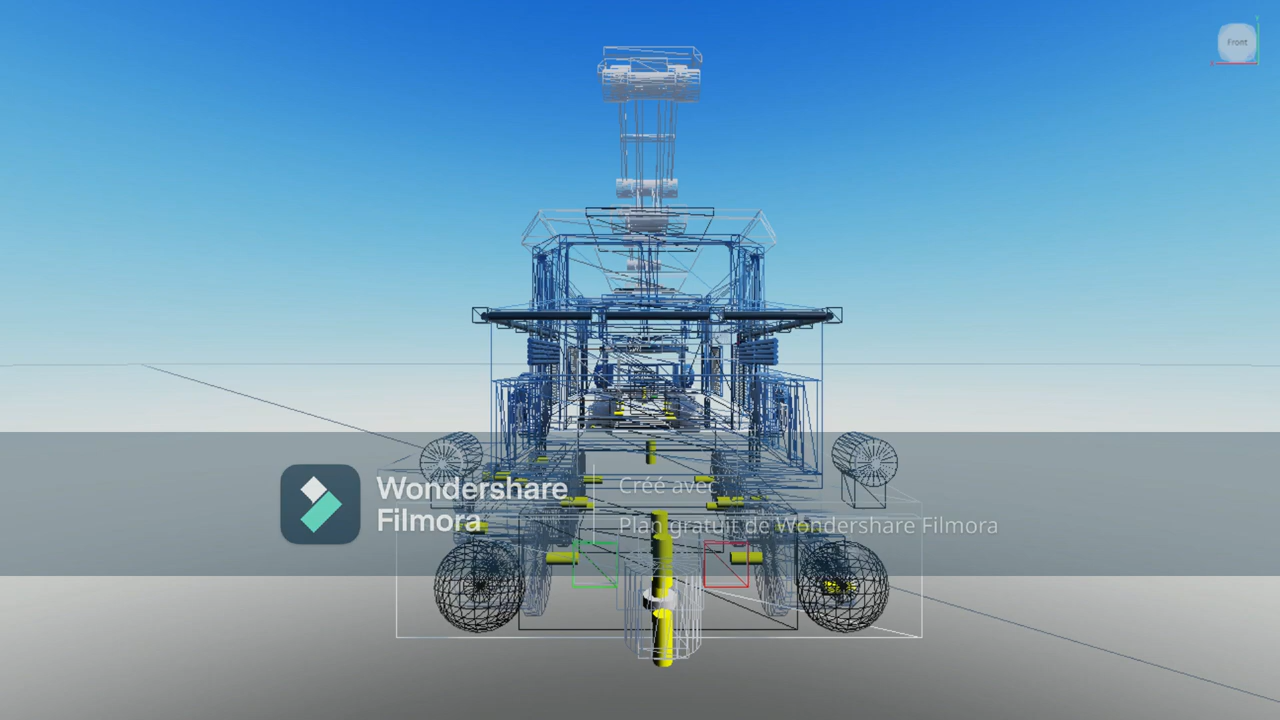 Front
Wondershare
Filmora
Créé avec
Plan gratuit de Wondershare Filmora